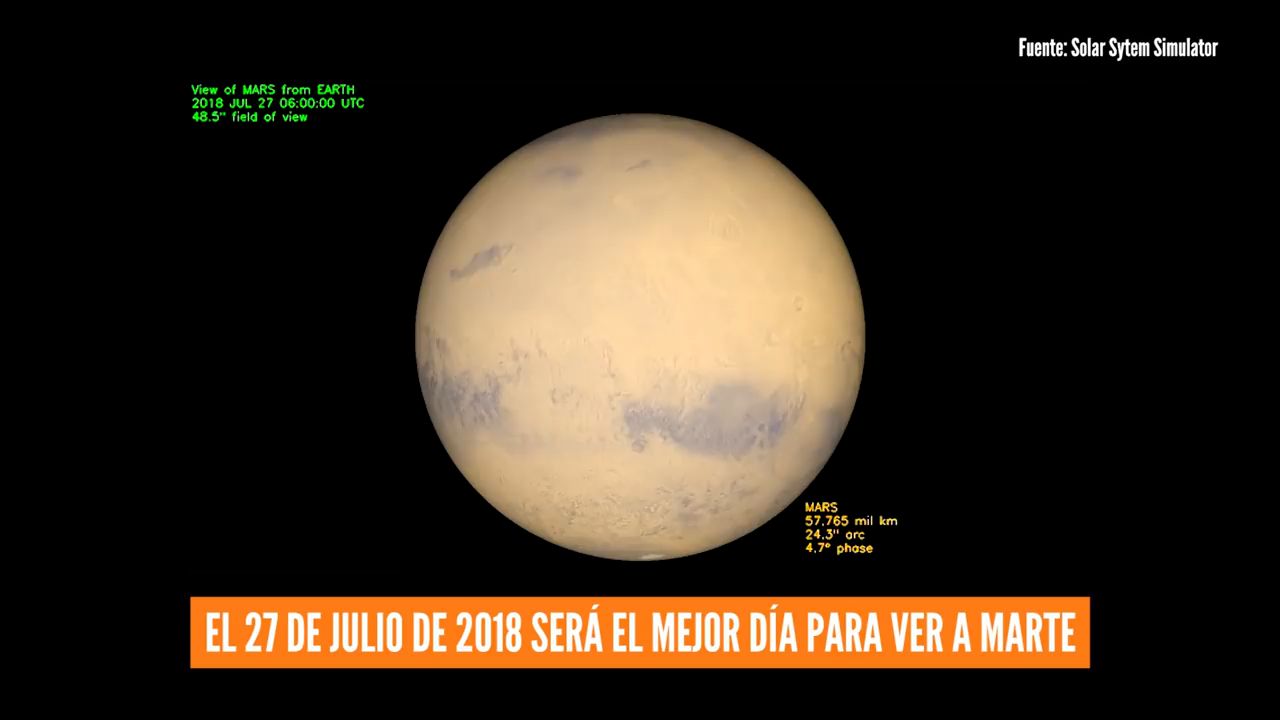 Fuente: Solar Sytem Simulator
View of MARS from EARTH
2018 JUL 27 06:00:00 UTC
48.5" field of view
MARS
57.765 mil km
24.3" arc
4.7° phase
EL 27 DE JULIO DE 2018 SERÁ EL MEJOR DÍA PARA VER A MARTE